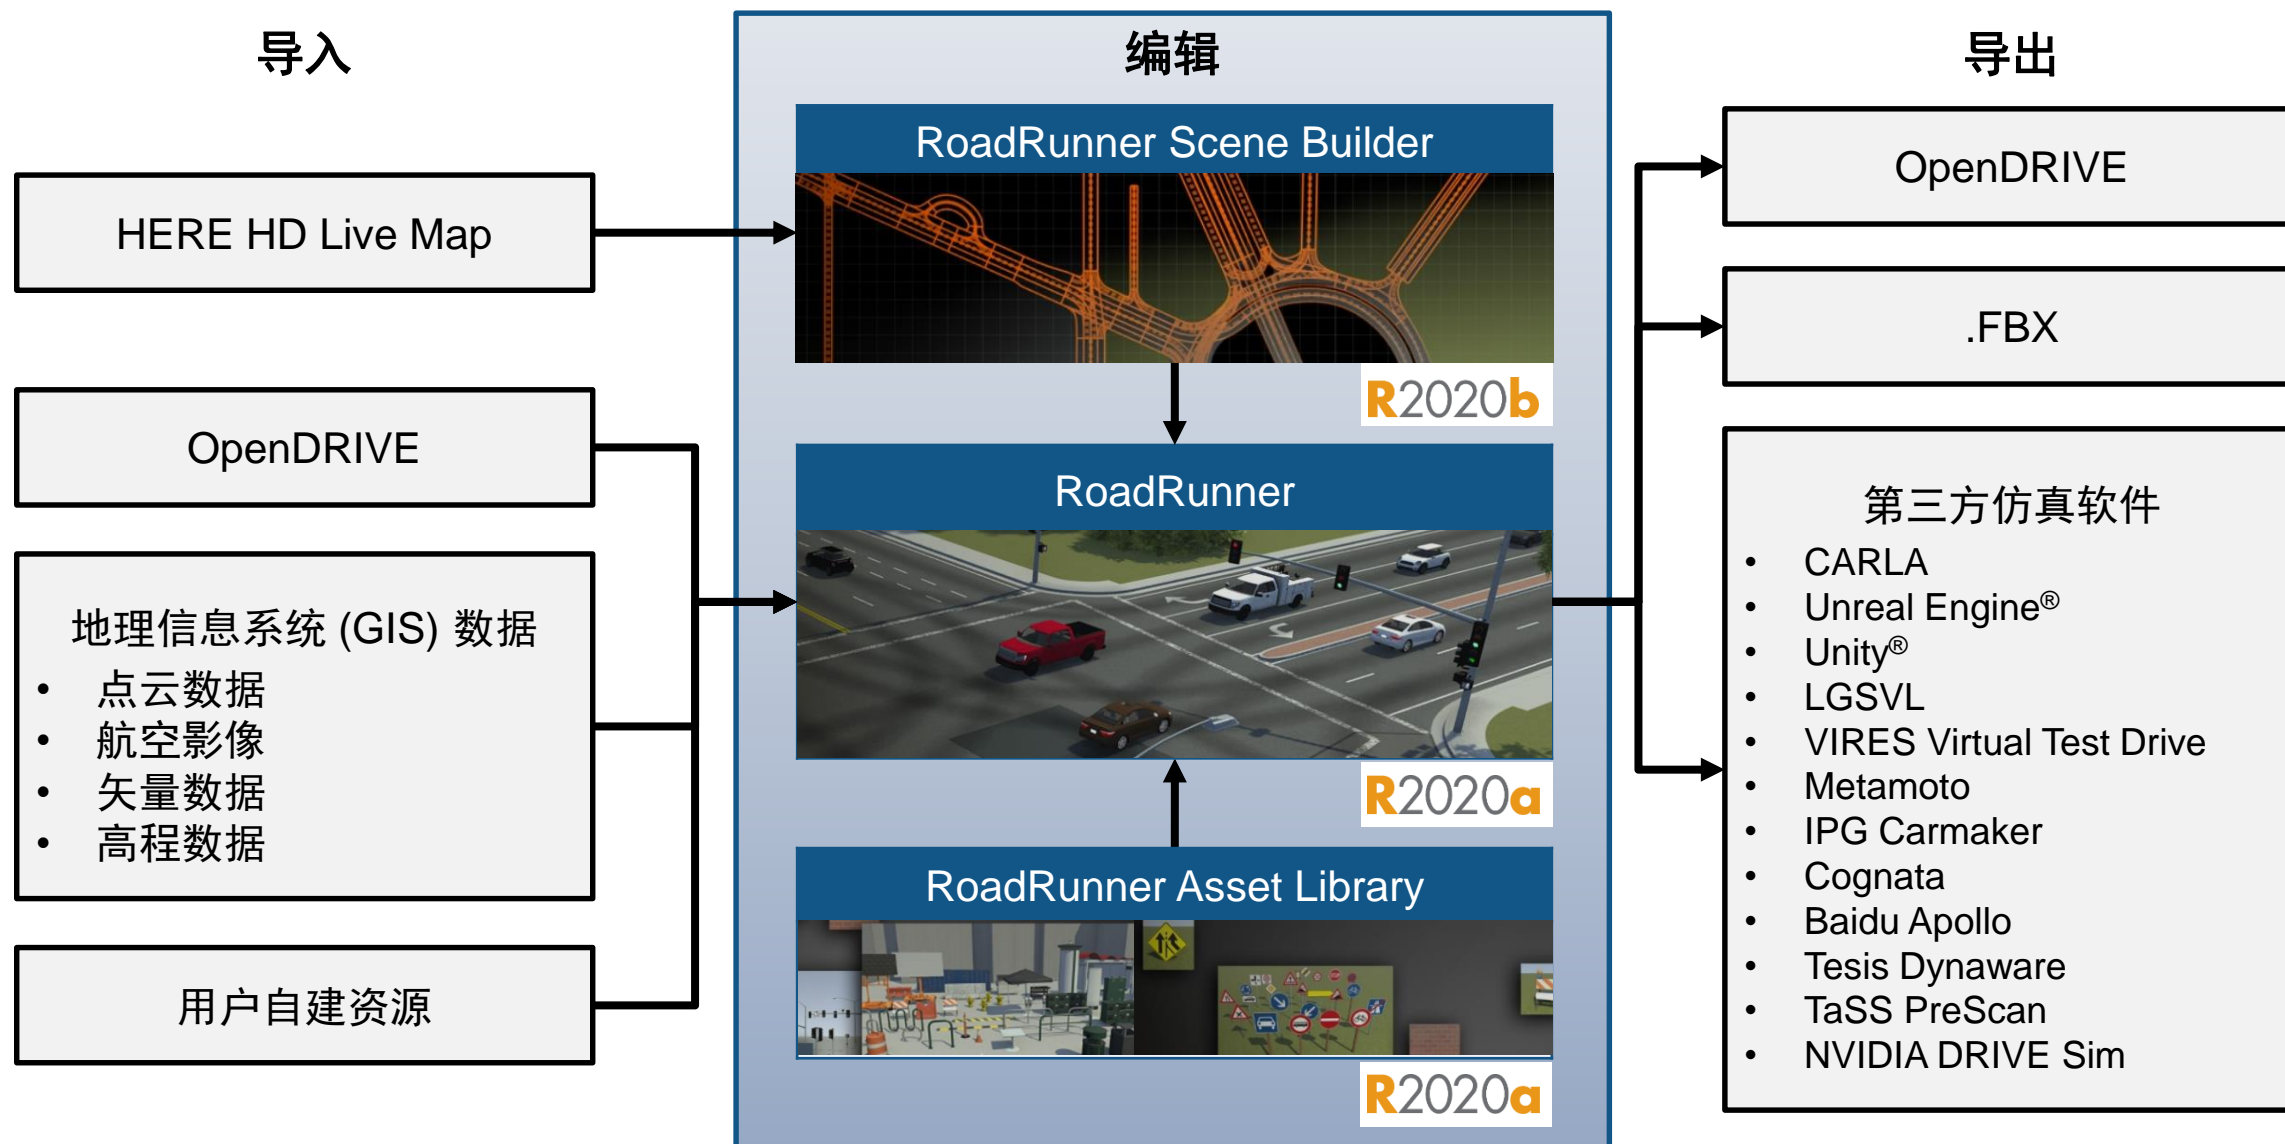 导入
HERE HD Live Map
OpenDRIVE
地理信息系统 (GIS) 数据
• 点云数据
• 航空影像
• 矢量数据
• 高程数据
用户自建资源
编辑
RoadRunner Scene Builder
R2020b
RoadRunner
R2020a
RoadRunner Asset Library
R2020a
导出
OpenDRIVE
.FBX
第三方仿真软件
• CARLA
• Unreal Engine®
• Unity®
• LGSVL
• VIRES Virtual Test Drive
• Metamoto
• IPG Carmaker
• Cognata
• Baidu Apollo
• Tesis Dynaware
• TaSS PreScan
• NVIDIA DRIVE Sim